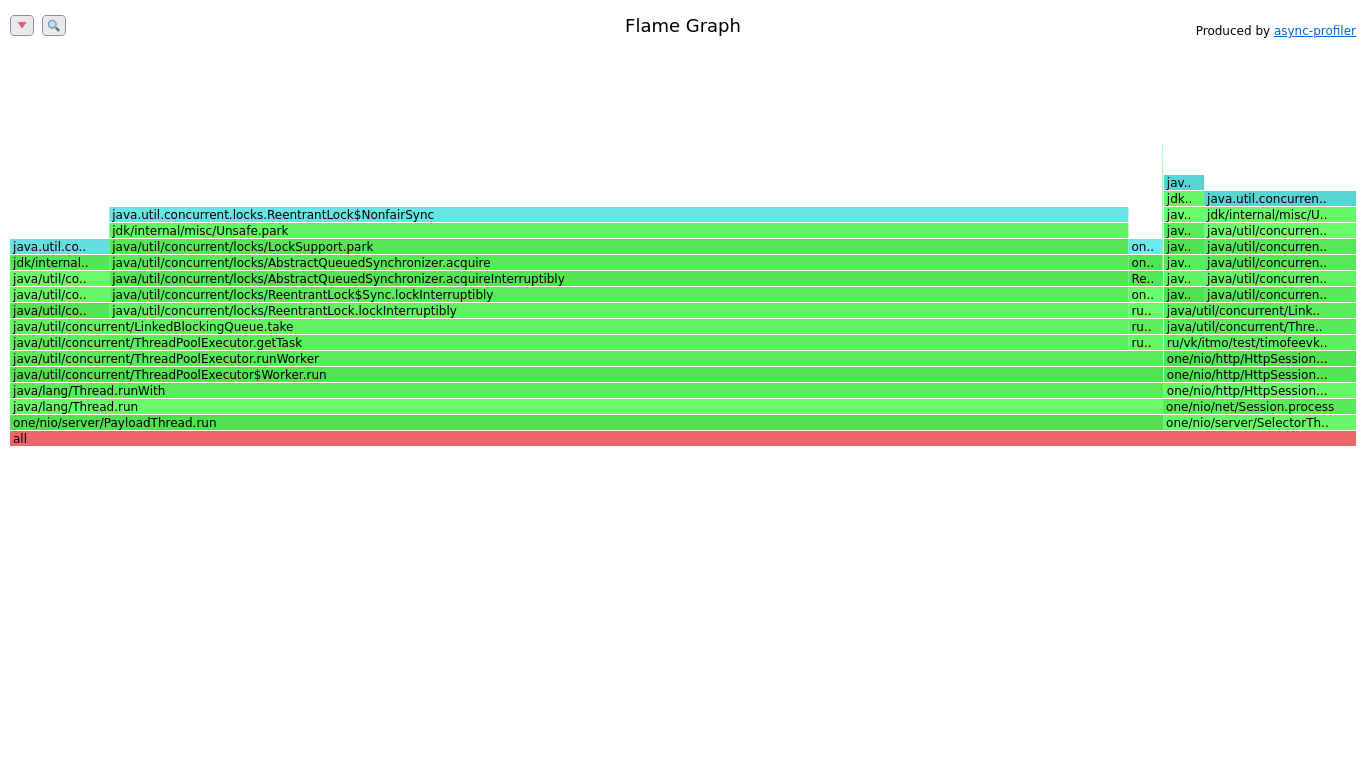 Flame Graph
Produced by async-profiler
jav..
jdk.. java.util.concurren..
java.util.concurrent.locks.ReentrantLock$NonfairSync jav.. jdk/internal/misc/U..
jdk/internal/misc/Unsafe.park jav.. java/util/concurren..
java.util.co.. java/util/concurrent/locks/LockSupport.park on.. jav.. java/util/concurren..
jdk/internal.. java/util/concurrent/locks/AbstractQueuedSynchronizer.acquire on.. jav.. java/util/concurren..
java/util/co.. java/util/concurrent/locks/AbstractQueuedSynchronizer.acquireInterruptibly Re.. jav.. java/util/concurren..
java/util/co.. java/util/concurrent/locks/ReentrantLock$Sync.lockInterruptibly on.. jav.. java/util/concurren..
java/util/co.. java/util/concurrent/locks/ReentrantLock.lockInterruptibly ru.. java/util/concurrent/Link..
java/util/concurrent/LinkedBlockingQueue.take ru.. java/util/concurrent/Thre..
java/util/concurrent/ThreadPoolExecutor.getTask ru.. ru/vk/itmo/test/timofeevk..
java/util/concurrent/ThreadPoolExecutor.runWorker one/nio/http/HttpSession...
java/util/concurrent/ThreadPoolExecutor$Worker.run one/nio/http/HttpSession...
java/lang/Thread.runWith one/nio/http/HttpSession...
java/lang/Thread.run one/nio/net/Session.process
one/nio/server/PayloadThread.run one/nio/server/SelectorTh..
all